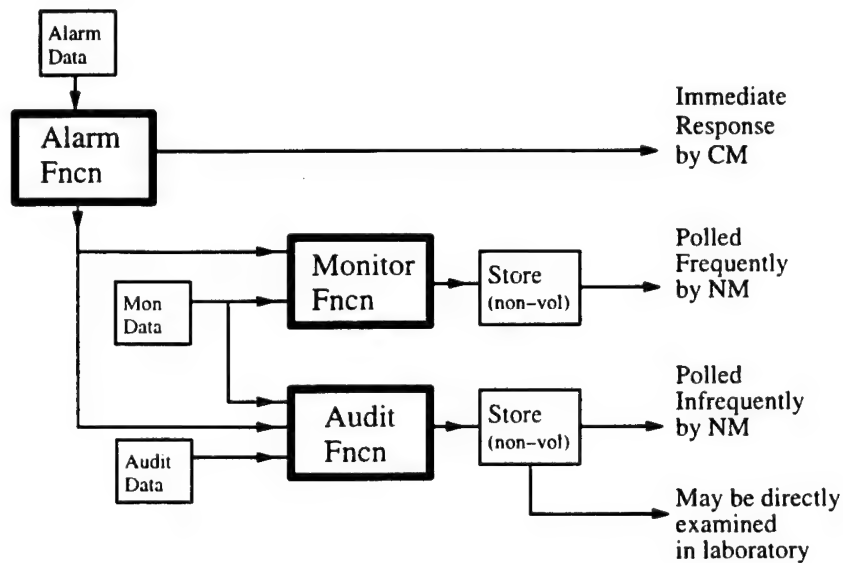 Alarm
Data
Alarm
Fncn
Immediate
Response
by CM
Monitor
Fncn
Store
(non-vol)
Polled
Frequently
by NM
Mon
Data
Audit
Fncn
Store
(non-vol)
Polled
Infrequently
by NM
Audit
Data
May be directly
examined
in laboratory